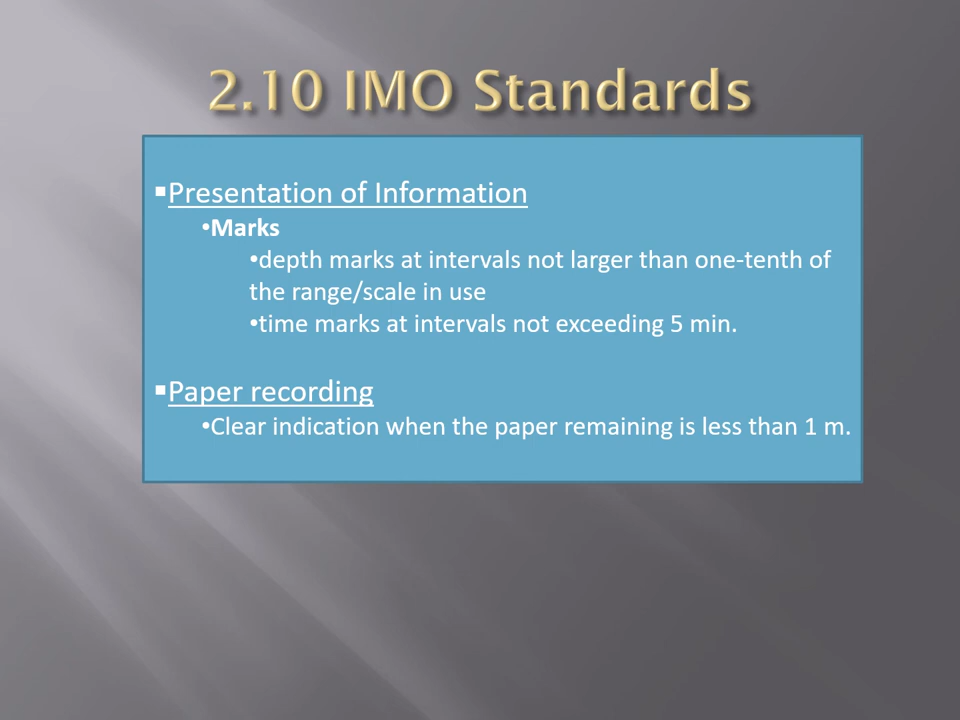 2.10 IMO Standards
▪Presentation of Information
•Marks
•depth marks at intervals not larger than one-tenth of
the range/scale in use
•time marks at intervals not exceeding 5 min.
▪Paper recording
•Clear indication when the paper remaining is less than 1 m.